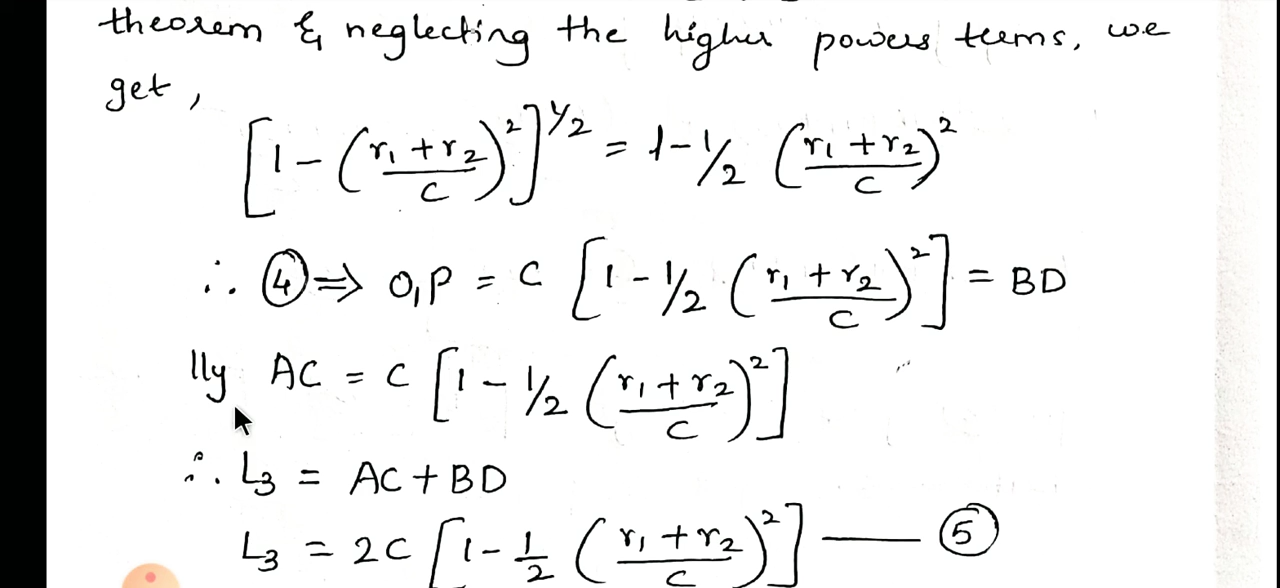 theorem & neglecting the higher powers terms, we
get,
[1 - (r₁ + r₂ / C)²]^1/2 = 1 - 1/2 (r₁ + r₂ / C)²
∴ ④ ⇒ O₁P = C [1 - 1/2 (r₁ + r₂ / C)²] = BD
lly AC = C [1 - 1/2 (r₁ + r₂ / C)²]
∴ L₃ = AC + BD
L₃ = 2C [1 - 1/2 (r₁ + r₂ / C)²] —— ⑤